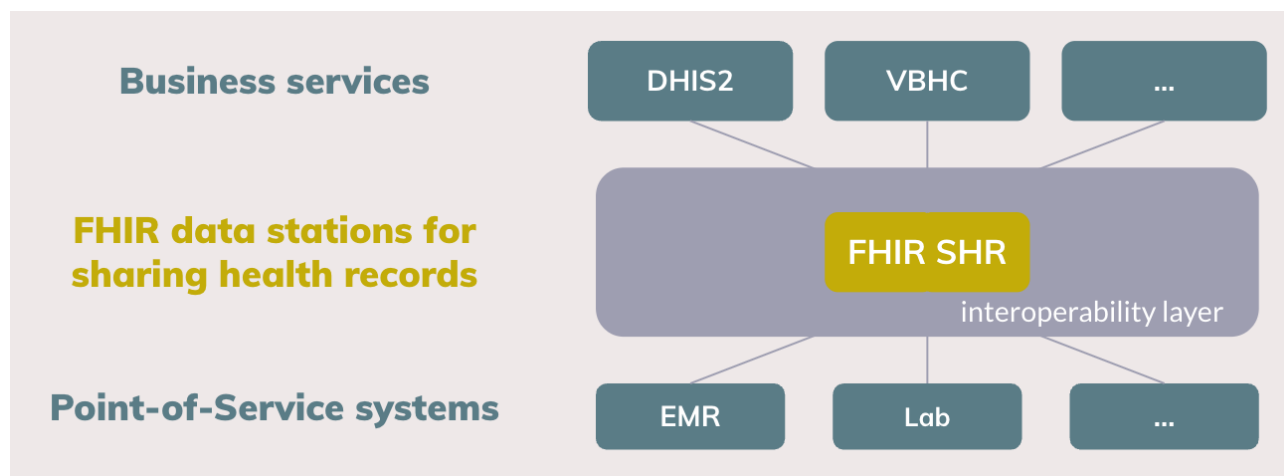 Business services
DHIS2
VBHC
...
FHIR data stations for
sharing health records
FHIR SHR
interoperability layer
Point-of-Service systems
EMR
Lab
...